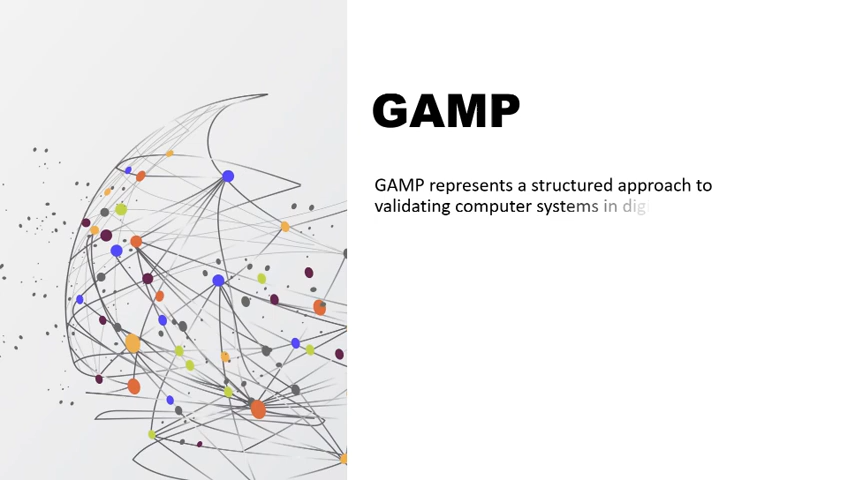 GAMP
GAMP represents a structured approach to
validating computer systems in